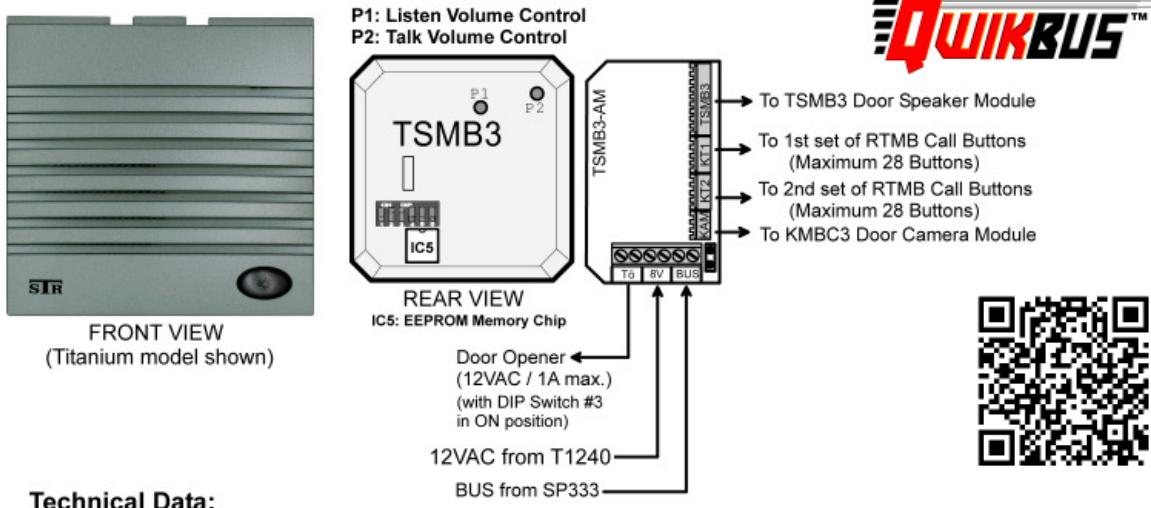 P1: Listen Volume Control
P2: Talk Volume Control
QWIKBUS™
P1
P2
TSMB3
IC5
REAR VIEW
IC5: EEPROM Memory Chip
STR
FRONT VIEW
(Titanium model shown)
TSMB3-AM
TSMB3
KT1
KT2
KAM
Tö
8V
BUS
To TSMB3 Door Speaker Module
To 1st set of RTMB Call Buttons
(Maximum 28 Buttons)
To 2nd set of RTMB Call Buttons
(Maximum 28 Buttons)
To KMBC3 Door Camera Module
Door Opener
(12VAC / 1A max.)
(with DIP Switch #3
in ON position)
12VAC from T1240
BUS from SP333
Technical Data: